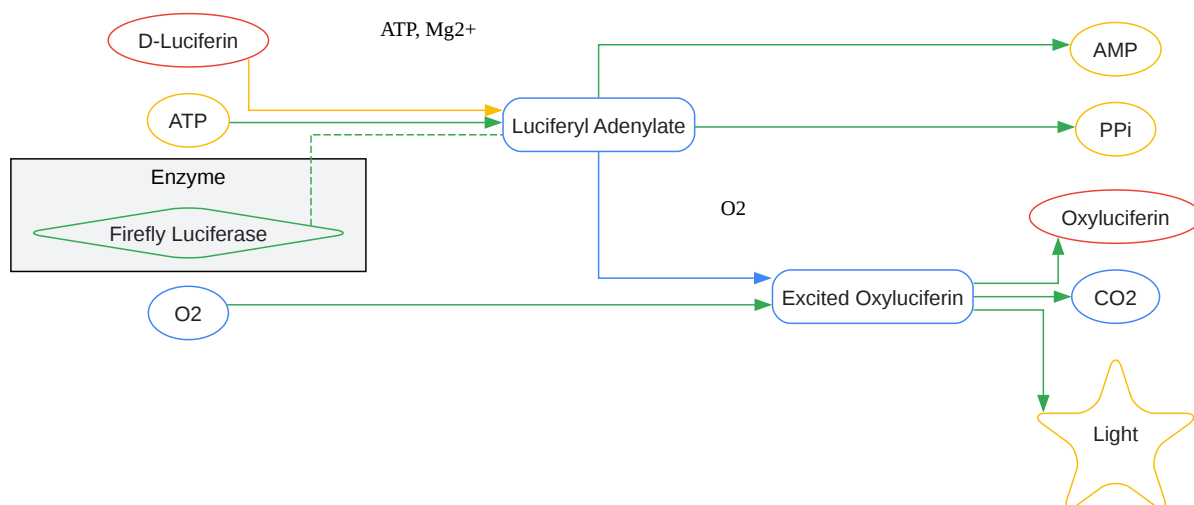 D-Luciferin
ATP, Mg2+
AMP
ATP
Luciferyl Adenylate
PPi
Enzyme
Firefly Luciferase
O2
Oxyluciferin
O2
Excited Oxyluciferin
CO2
Light